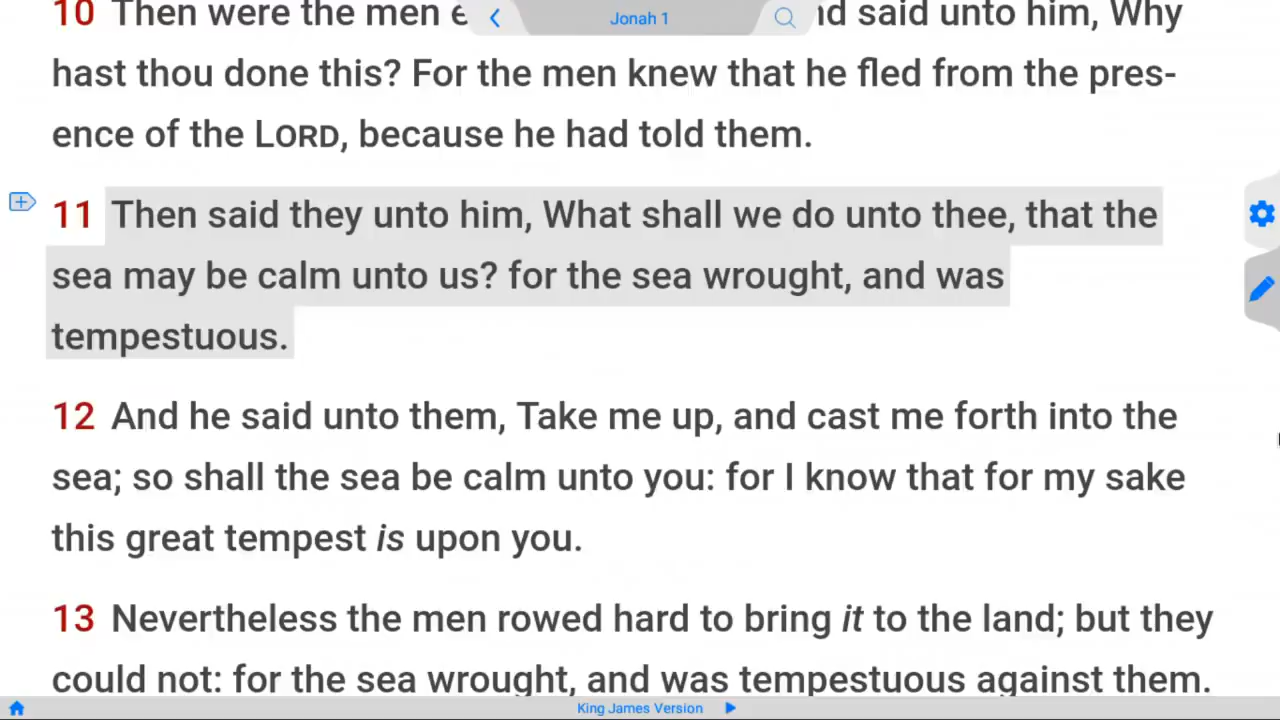 Jonah 1
10 Then were the men e nd said unto him, Why
hast thou done this? For the men knew that he fled from the pres-
ence of the LORD, because he had told them.
11 Then said they unto him, What shall we do unto thee, that the
sea may be calm unto us? for the sea wrought, and was
tempestuous.
12 And he said unto them, Take me up, and cast me forth into the
sea; so shall the sea be calm unto you: for I know that for my sake
this great tempest is upon you.
13 Nevertheless the men rowed hard to bring it to the land; but they
could not: for the sea wrought, and was tempestuous against them.
King James Version